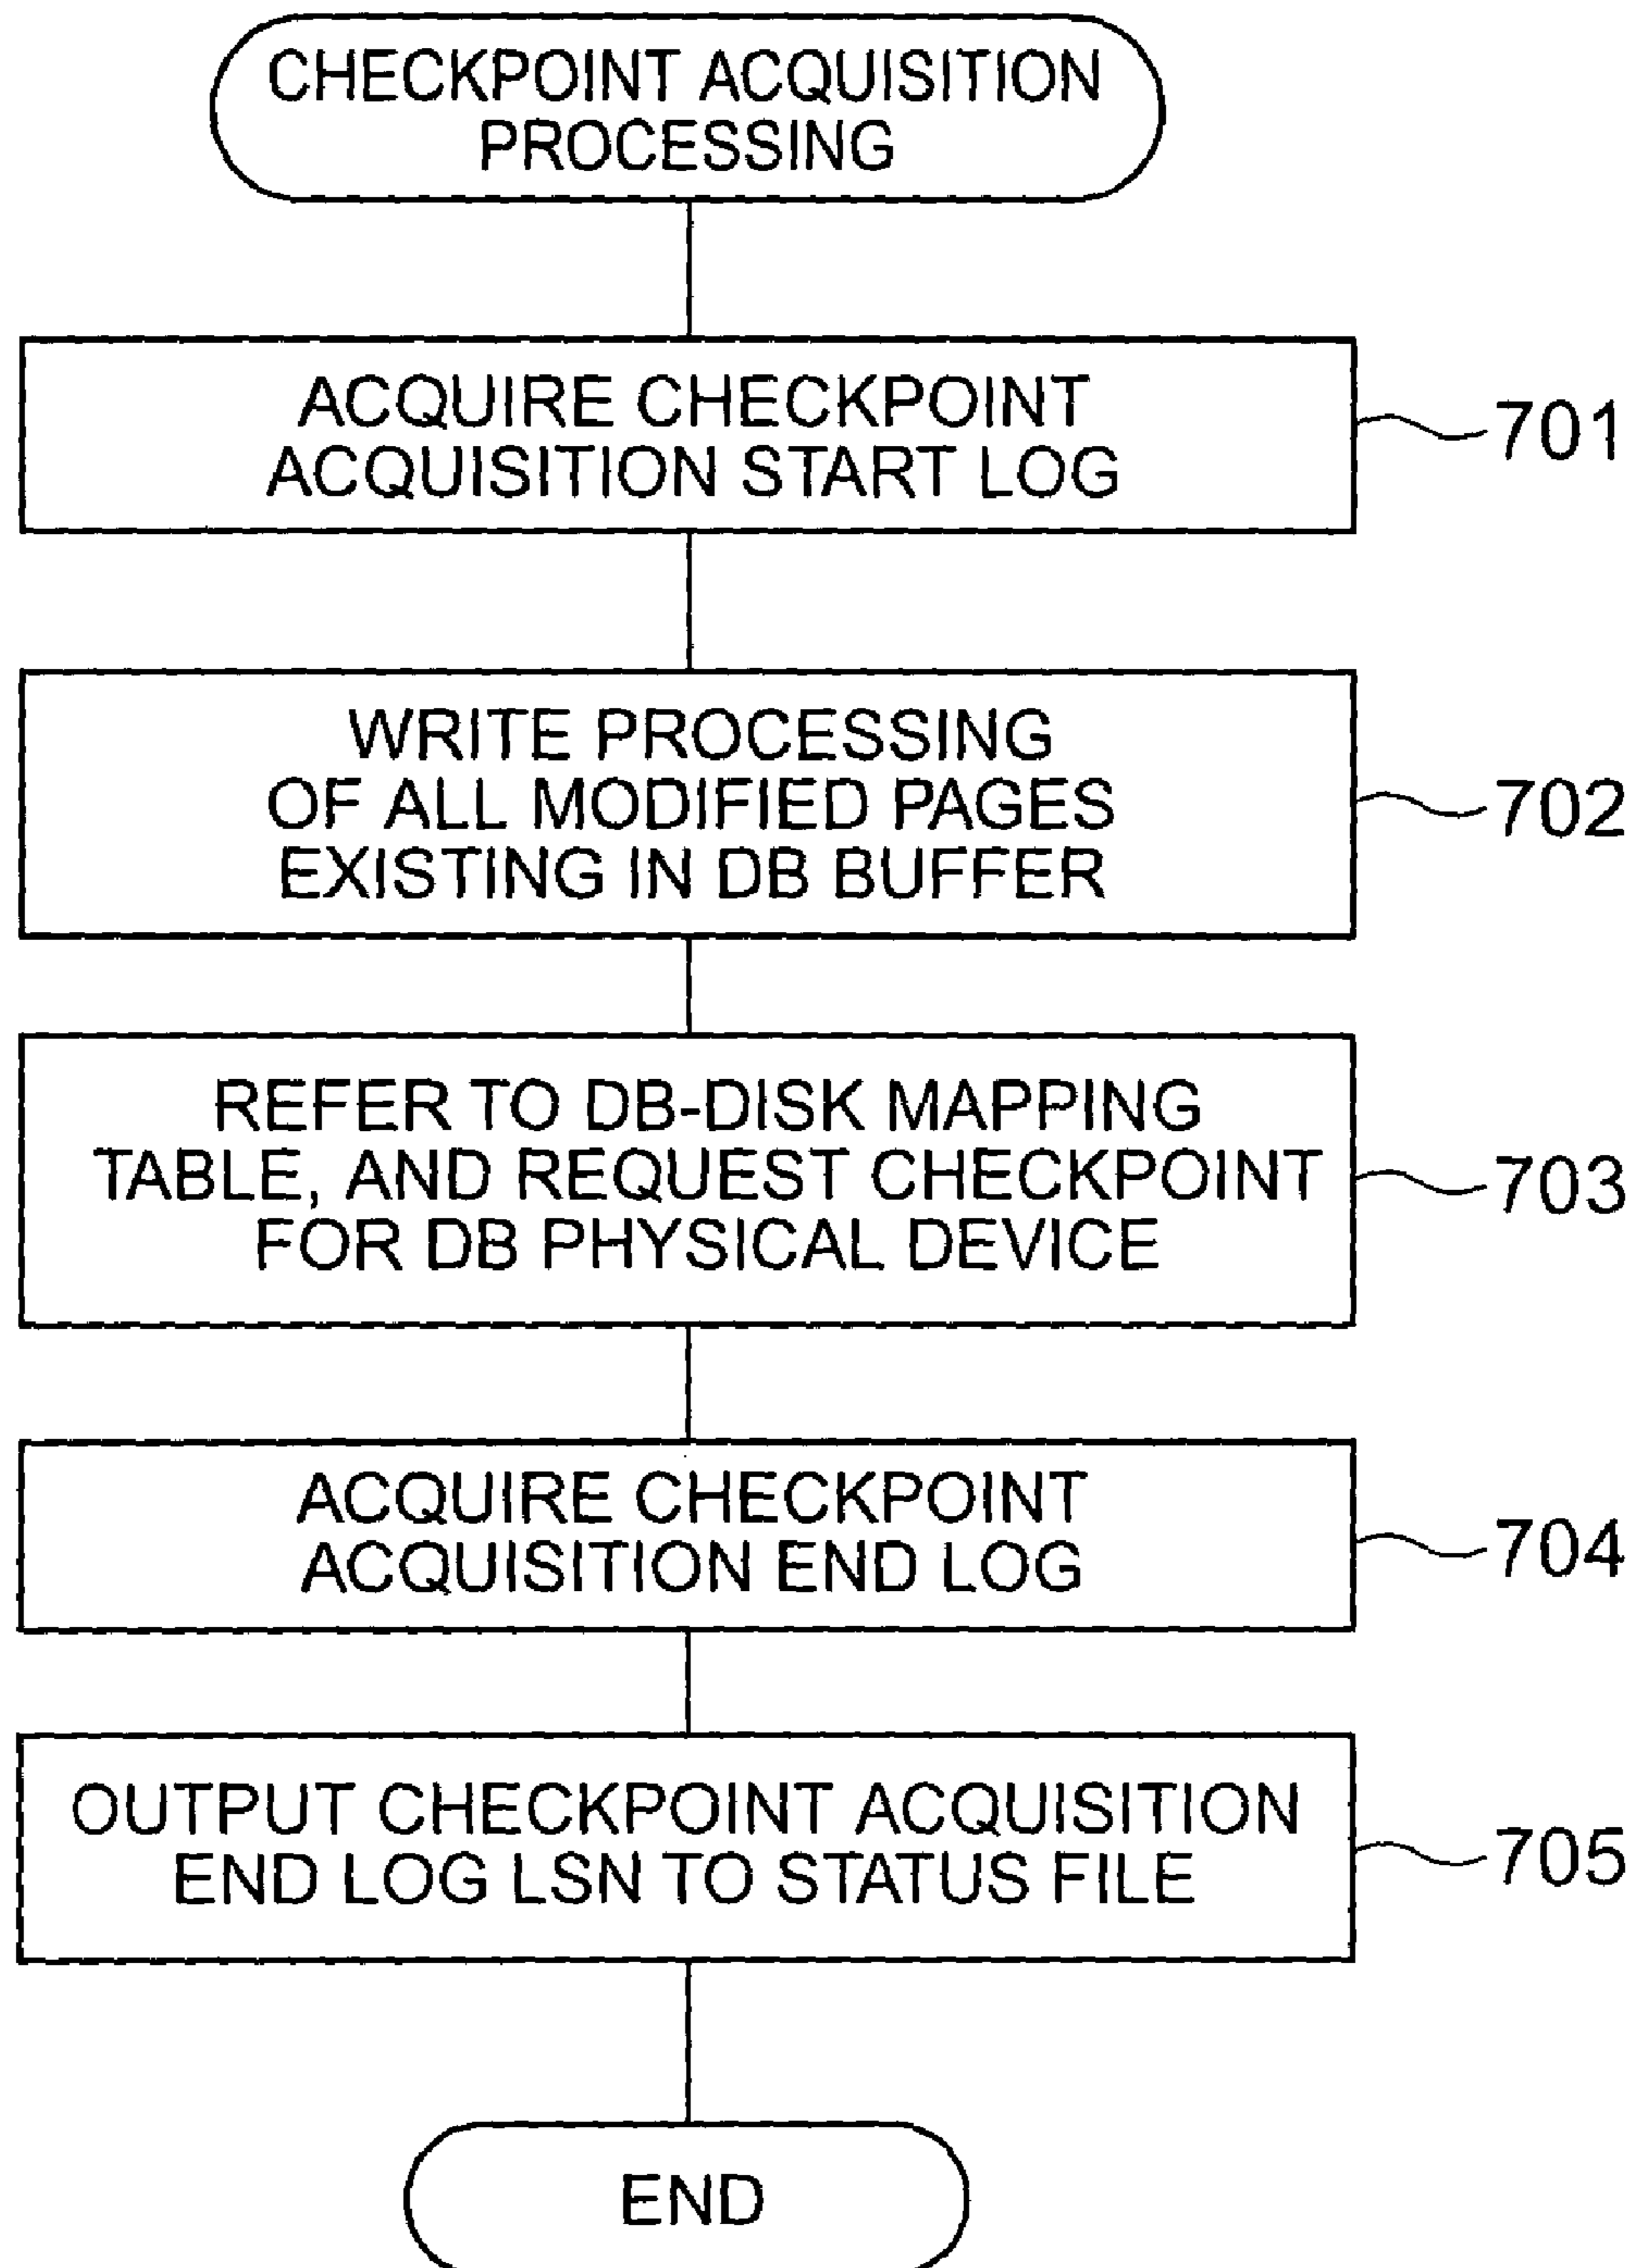 CHECKPOINT ACQUISITION
PROCESSING
ACQUIRE CHECKPOINT
ACQUISITION START LOG
701
WRITE PROCESSING
OF ALL MODIFIED PAGES
EXISTING IN DB BUFFER
702
REFER TO DB-DISK MAPPING
TABLE, AND REQUEST CHECKPOINT
FOR DB PHYSICAL DEVICE
703
ACQUIRE CHECKPOINT
ACQUISITION END LOG
704
OUTPUT CHECKPOINT ACQUISITION
END LOG LSN TO STATUS FILE
705
END